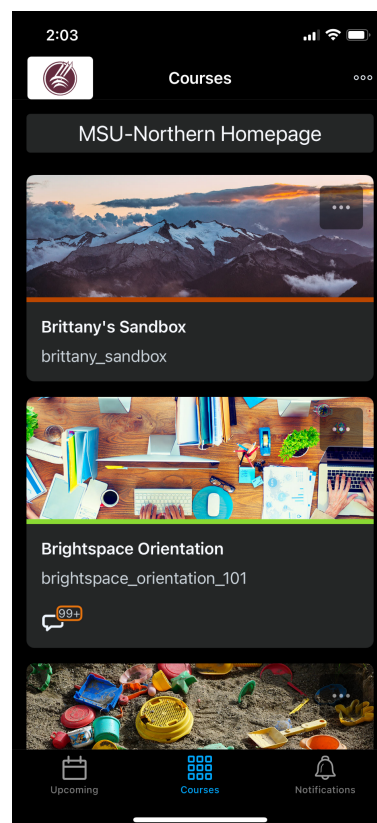 2:03
Courses
MSU-Northern Homepage
Brittany's Sandbox
brittany_sandbox
Brightspace Orientation
brightspace_orientation_101
99+
Upcoming
Courses
Notifications